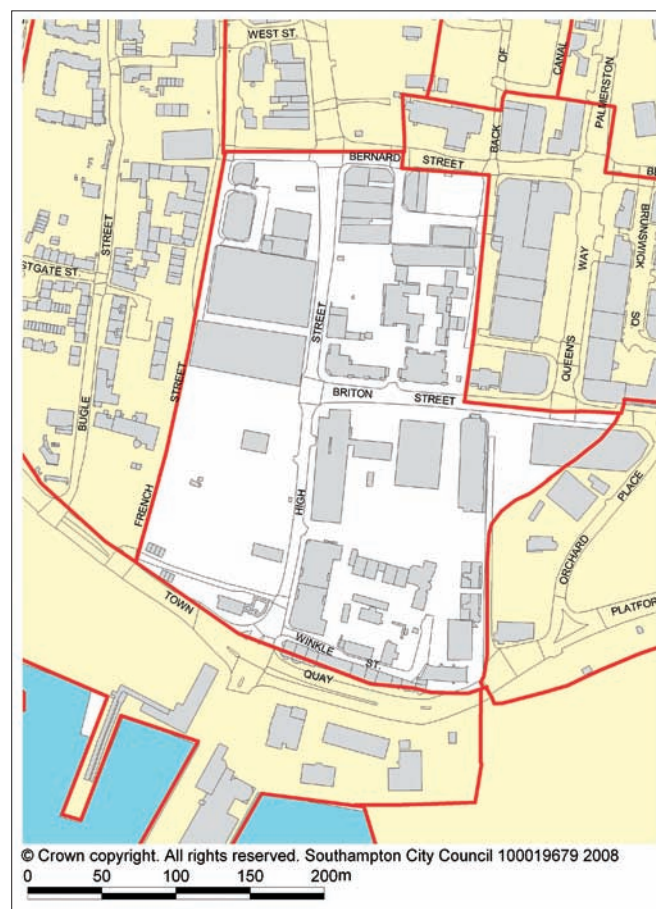 WEST ST.
OF
CANAL
PALMERSTON
BACK
BERNARD STREET
BE
STREET
BRUNSWICK
SO
WAY
QUEEN'S
STGATE ST.
STREET
STREET
BRITON STREET
BUGLE
FRENCH
HIGH
PLACE
ORCHARD
TOWN
PLATFOR
WINKLE ST.
QUAY
© Crown copyright. All rights reserved. Southampton City Council 100019679 2008
0 50 100 150 200m